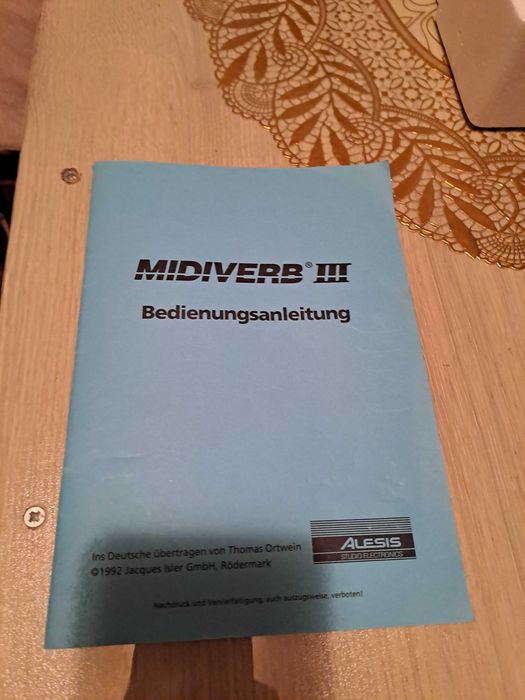 MIDIVERB® III
Bedienungsanleitung
Ins Deutsche übertragen von Thomas Ortwein
©1992 Jacques Isler GmbH, Rödermark
ALESIS
STUDIO ELECTRONICS
Nachdruck und Vervielfältigung, auch auszugsweise, verboten!